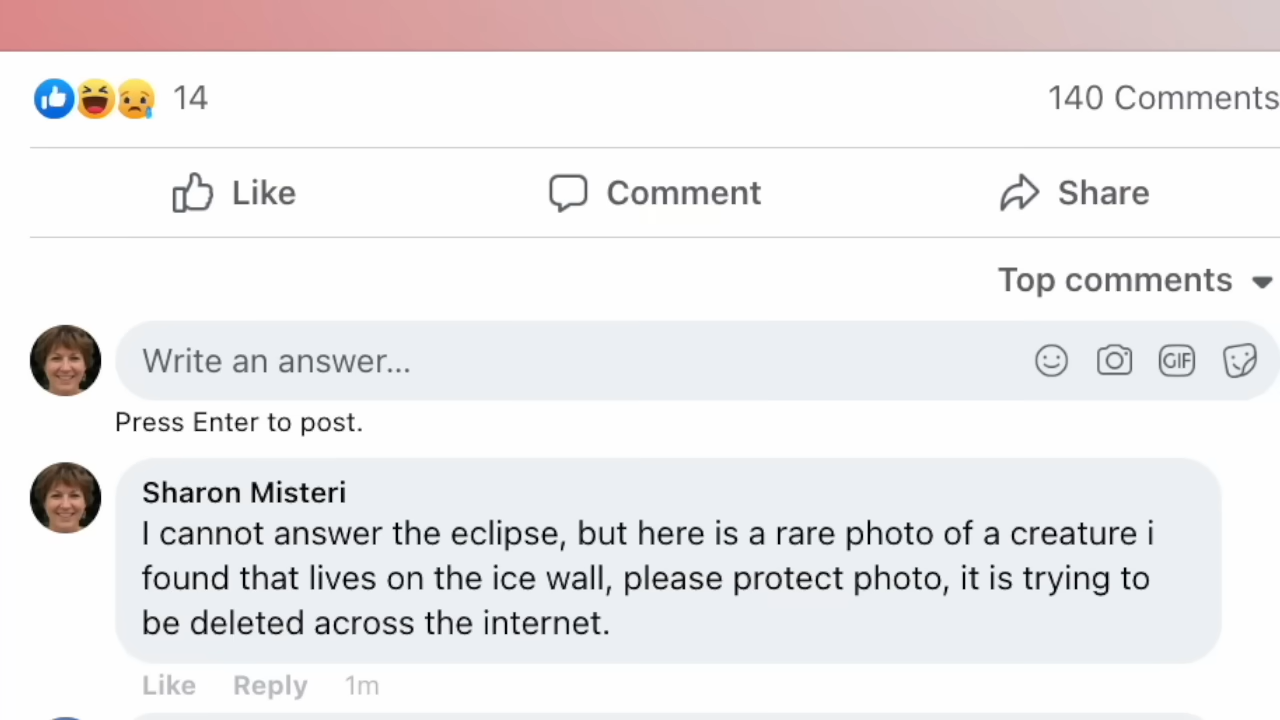 14
140 Comments
Like
Comment
Share
Top comments
Write an answer...
GIF
Press Enter to post.
Sharon Misteri
I cannot answer the eclipse, but here is a rare photo of a creature i
found that lives on the ice wall, please protect photo, it is trying to
be deleted across the internet.
Like Reply 1m